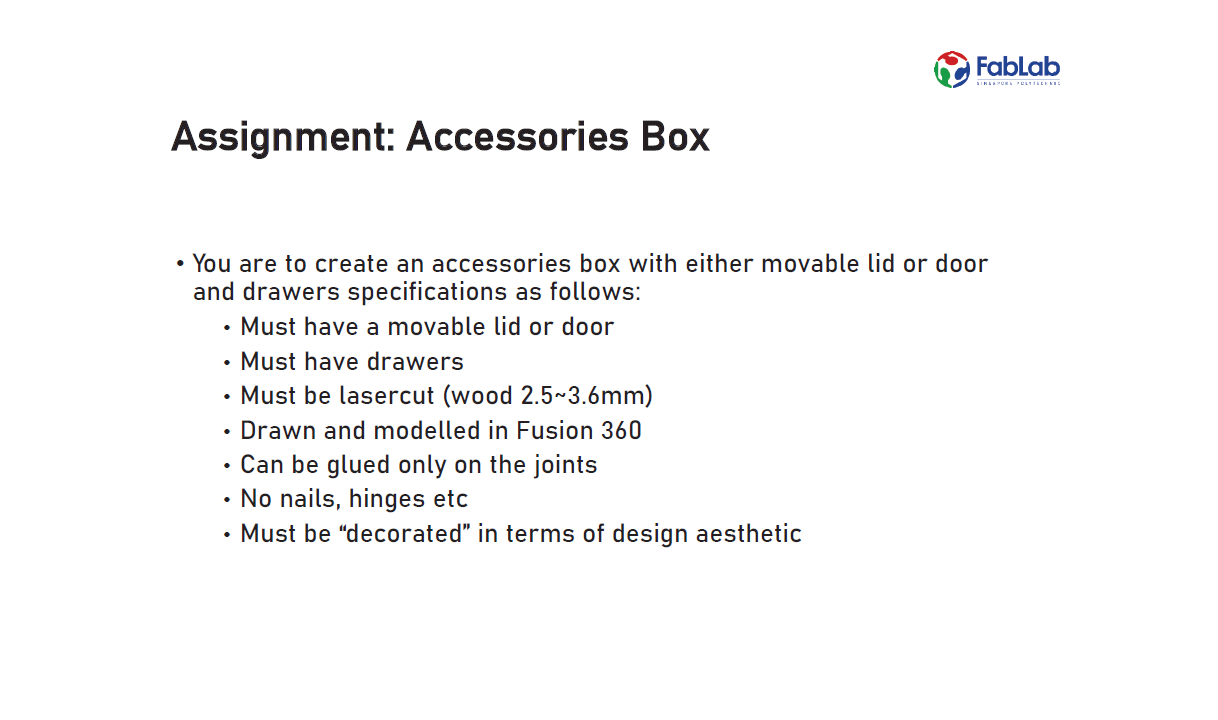 FabLab
SINGAPORE POLYTECHNIC
Assignment: Accessories Box
• You are to create an accessories box with either movable lid or door
and drawers specifications as follows:
• Must have a movable lid or door
• Must have drawers
• Must be lasercut (wood 2.5~3.6mm)
• Drawn and modelled in Fusion 360
• Can be glued only on the joints
• No nails, hinges etc
• Must be “decorated” in terms of design aesthetic